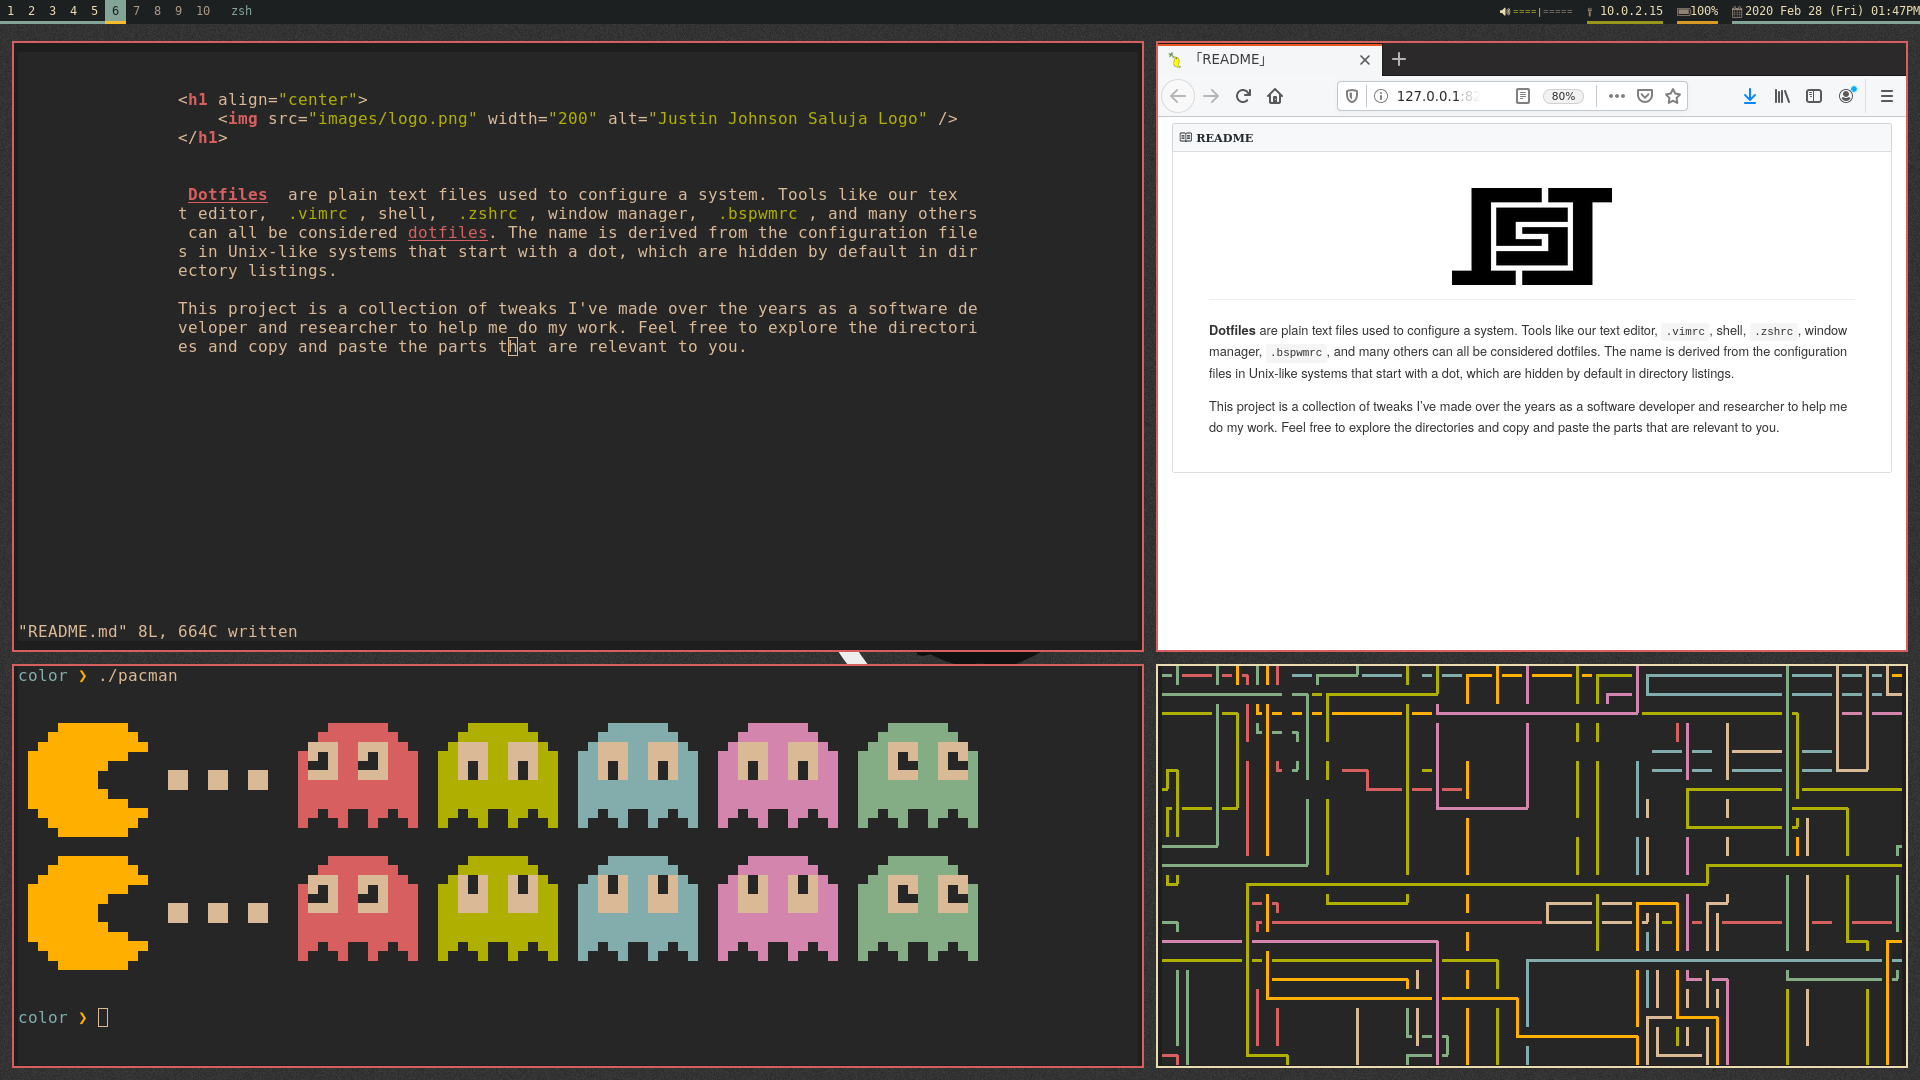 1 2 3 4 5 6 7 8 9 10 zsh
10.0.2.15 100% 2020 Feb 28 (Fri) 01:47PM
<h1 align="center">
<img src="images/logo.png" width="200" alt="Justin Johnson Saluja Logo" />
</h1>
Dotfiles are plain text files used to configure a system. Tools like our tex
t editor, .vimrc , shell, .zshrc , window manager, .bspwmrc , and many others
can all be considered dotfiles. The name is derived from the configuration file
s in Unix-like systems that start with a dot, which are hidden by default in dir
ectory listings.
This project is a collection of tweaks I've made over the years as a software de
veloper and researcher to help me do my work. Feel free to explore the directori
es and copy and paste the parts that are relevant to you.
"README.md" 8L, 664C written
「README」
127.0.0.1:82 80%
README
Dotfiles are plain text files used to configure a system. Tools like our text editor, .vimrc , shell, .zshrc , window
manager, .bspwmrc , and many others can all be considered dotfiles. The name is derived from the configuration
files in Unix-like systems that start with a dot, which are hidden by default in directory listings.
This project is a collection of tweaks I've made over the years as a software developer and researcher to help me
do my work. Feel free to explore the directories and copy and paste the parts that are relevant to you.
color ❯ ./pacman
color ❯